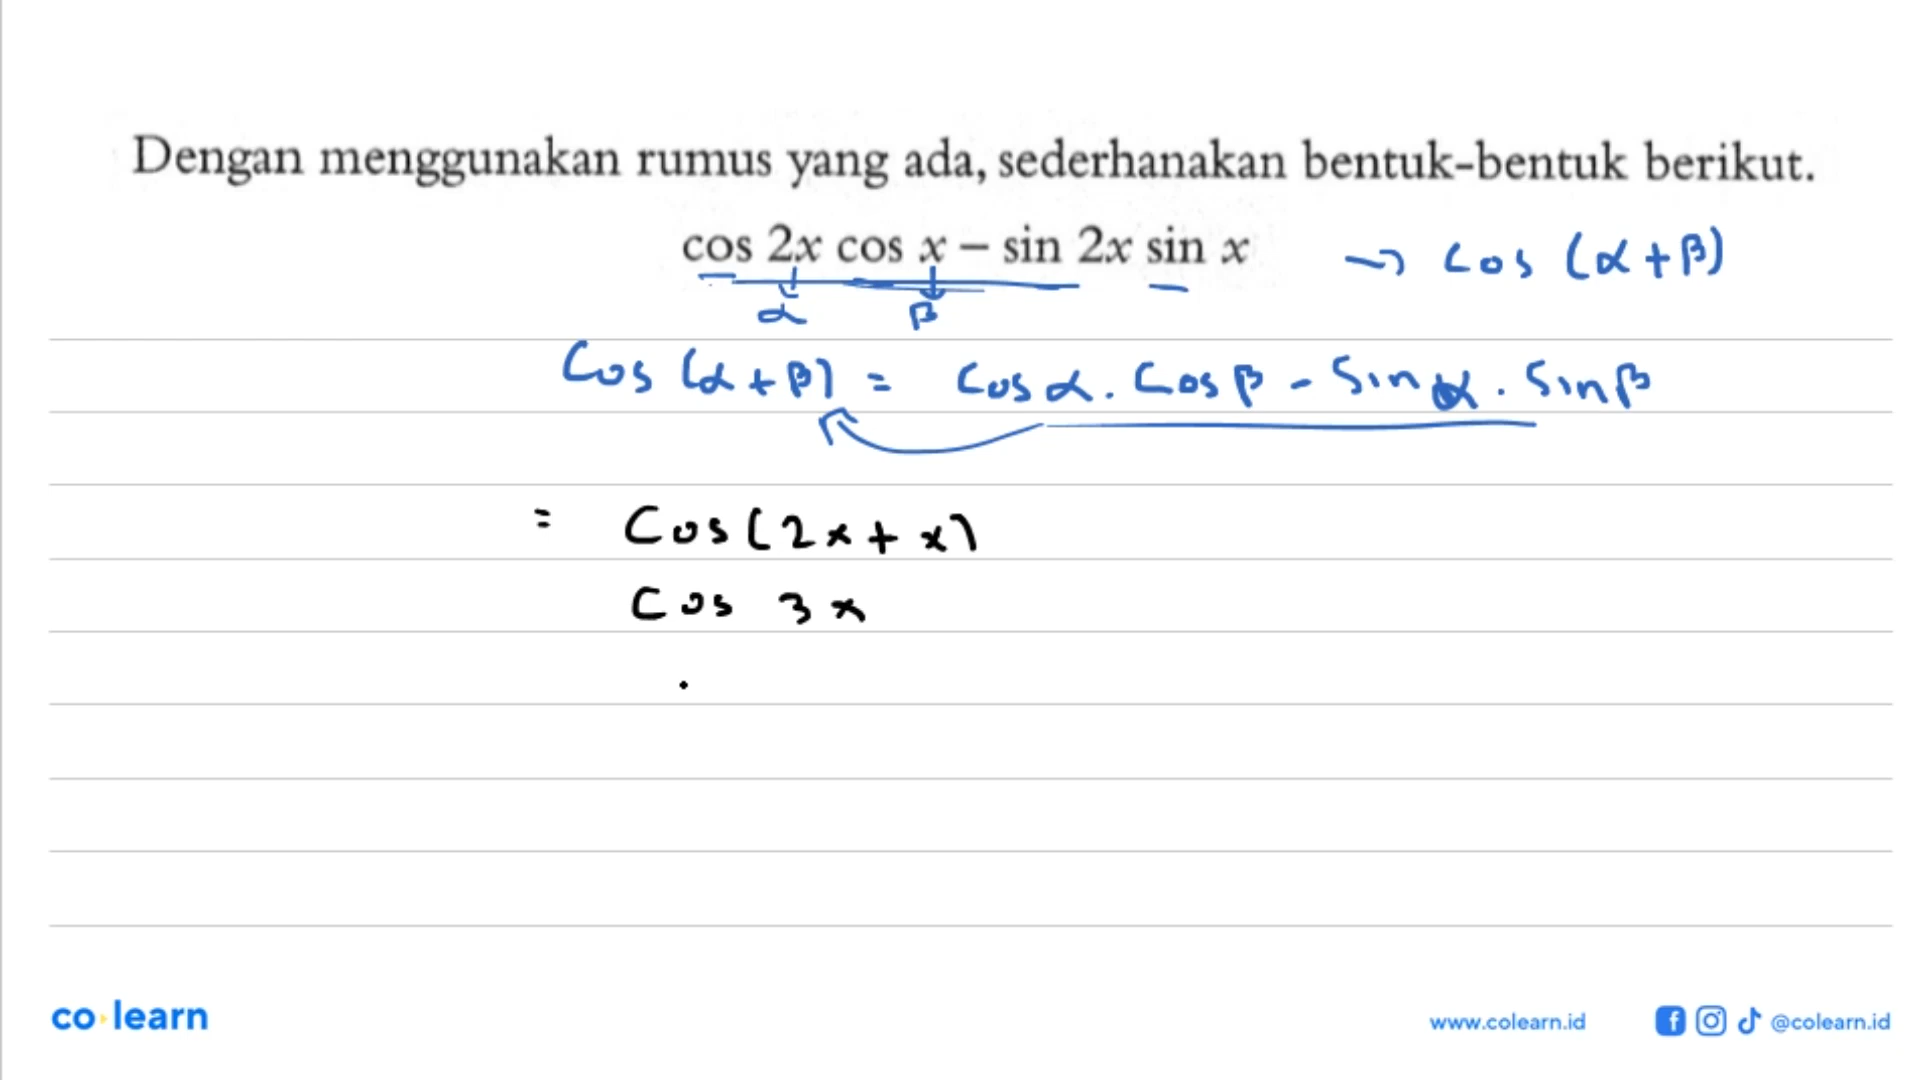 Dengan menggunakan rumus yang ada, sederhanakan bentuk-bentuk berikut.
cos 2x cos x – sin 2x sin x → cos (α+β)
α β
Cos (α+β) = Cos α . Cos β - Sin α . Sin β
= Cos (2x+x)
Cos 3x
.
co learn
www.colearn.id
@colearn.id